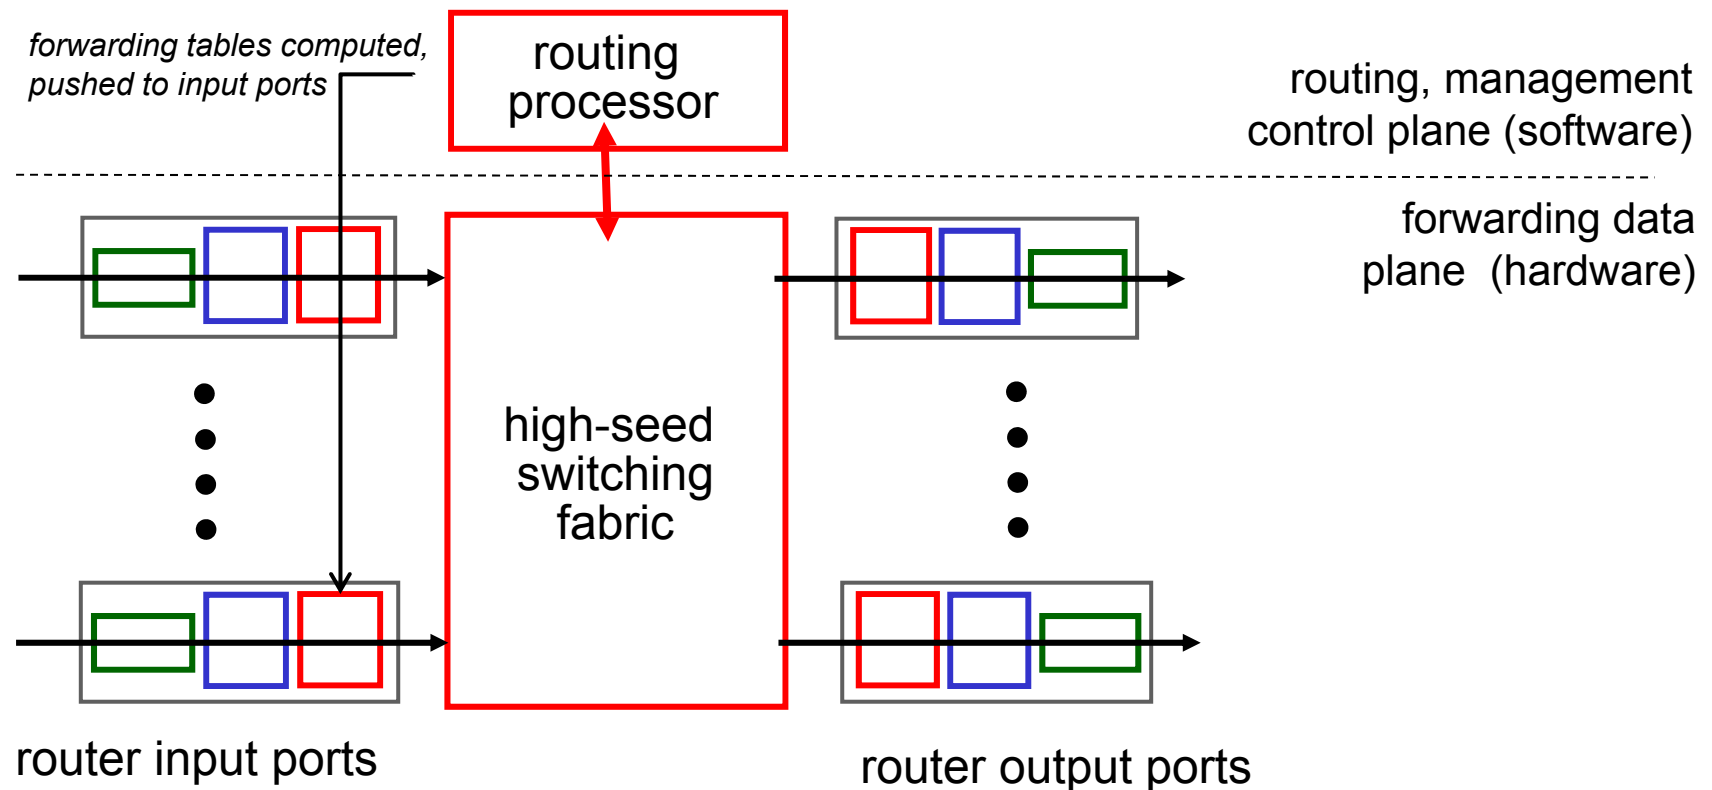 forwarding tables computed,
pushed to input ports
routing
processor
routing, management
control plane (software)
forwarding data
plane (hardware)
high-seed
switching
fabric
router input ports
router output ports